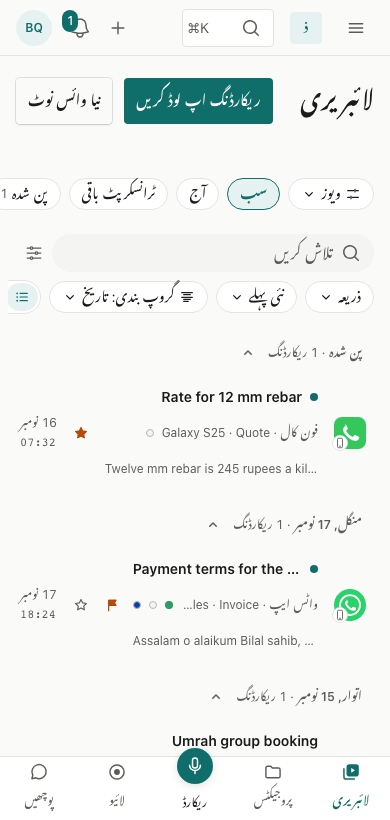 ذ
⌘K
1
BQ
لائبریری
ریکارڈنگ اپ لوڈ کریں
نیا وائس نوٹ
ویوز
سب
آج
ٹرانسکرپٹ باقی
پن شدہ 1
تلاش کریں
ذریعہ
نئی پہلے
گروپ بندی: تاریخ
پن شدہ · 1 ریکارڈنگ
Rate for 12 mm rebar
فون کال · Galaxy S25 · Quote
16 نومبر
07:32
Twelve mm rebar is 245 rupees a kil…
منگل, 17 نومبر · 1 ریکارڈنگ
Payment terms for the …
واٹس ایپ · Invoice · les…
17 نومبر
18:24
Assalam o alaikum Bilal sahib, …
اتوار, 15 نومبر · 1 ریکارڈنگ
Umrah group booking
لائبریری
پروجیکٹس
ریکارڈ
لائیو
پوچھیں